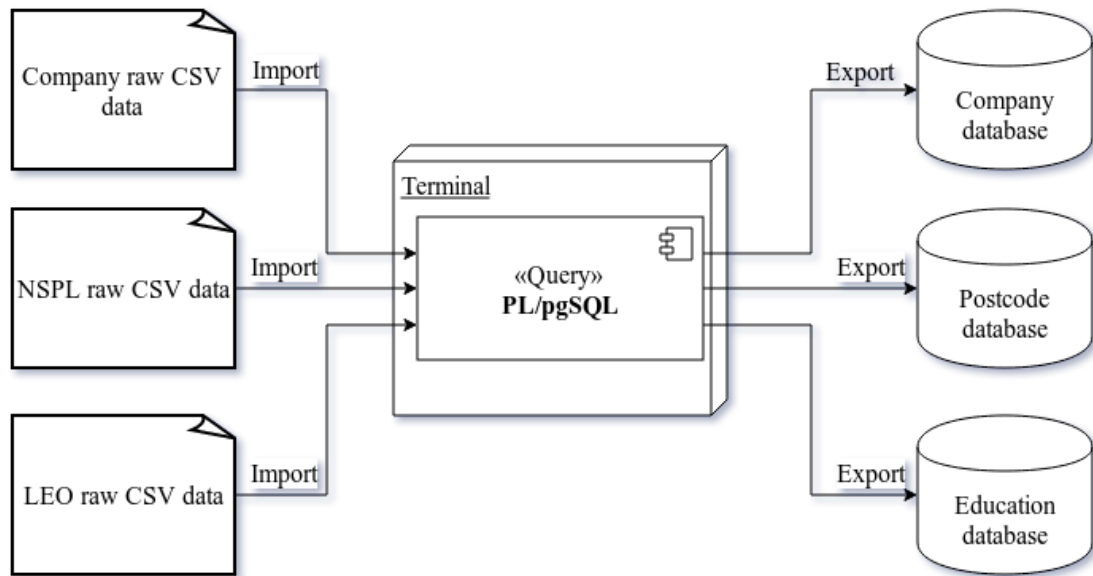 Company raw CSV
data
Import
Export
Company
database
Terminal
NSPL raw CSV data
Import
«Query»
PL/pgSQL
Export
Postcode
database
LEO raw CSV data
Import
Export
Education
database